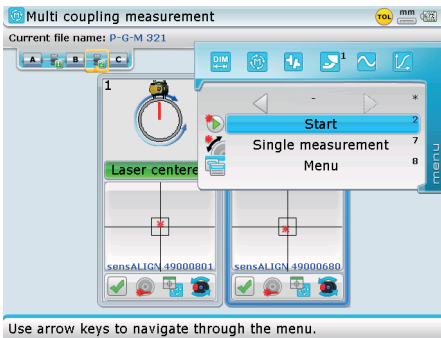 Multi coupling measurement
TOL mm
Current file name: P-G-M 321
A B C
DIM 1
1
- *
Start 2
Single measurement 7
Menu 8
menu
Laser centere
sensALIGN 49000801
sensALIGN 49000680
Use arrow keys to navigate through the menu.